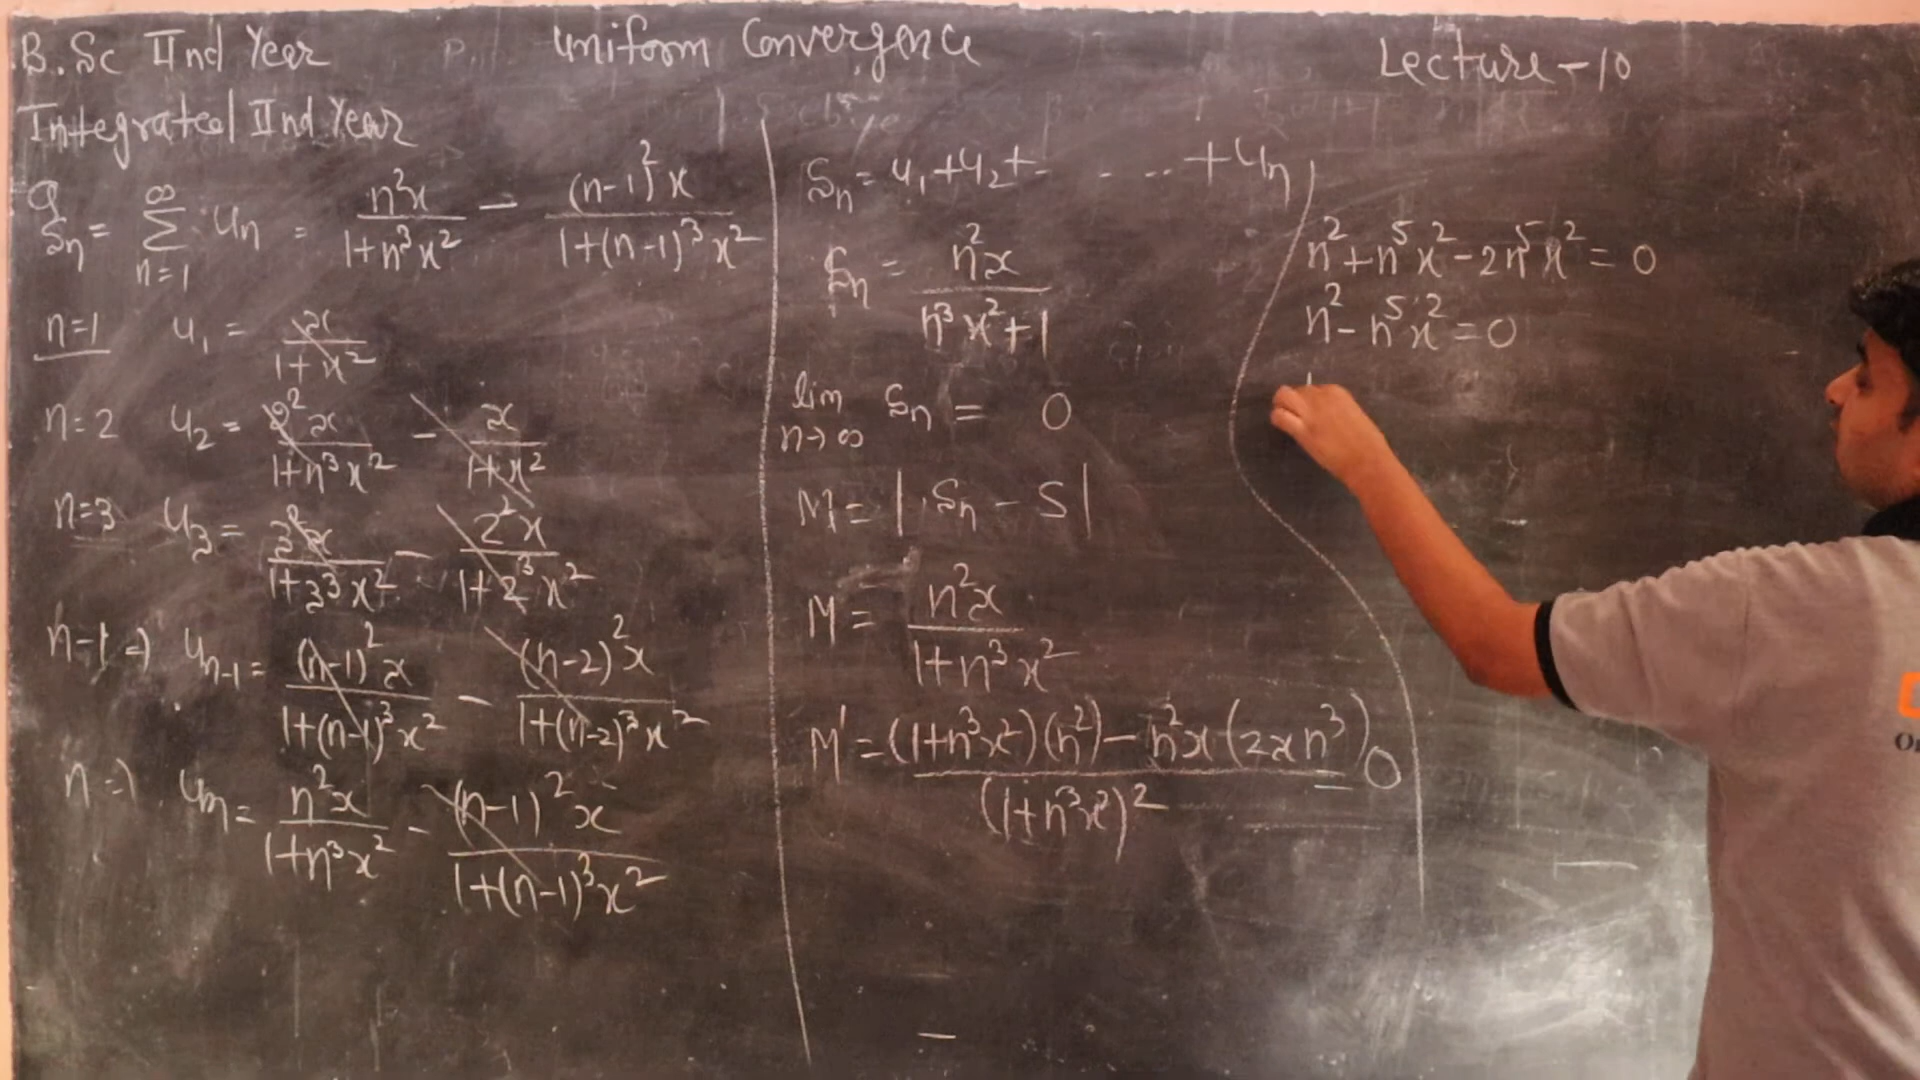 B.Sc IInd Year
Uniform Convergence
Lecture - 10
Integrated IInd Year
Q
Sn = ∑_{n=1}^{∞} un = n²x / 1+n³x² − (n-1)²x / 1+(n-1)³x²
n=1 u₁ = x / 1+x²
n=2 u₂ = 2²x / 1+n³x² − x / 1+x²
n=3 u₃ = 3²x / 1+3³x² − 2²x / 1+2³x²
n-1 ⇒ u_{n-1} = (n-1)²x / 1+(n-1)³x² − (n-2)²x / 1+(n-2)³x²
n ⇒ un = n²x / 1+n³x² − (n-1)²x / 1+(n-1)³x²
Sn = u₁+u₂+- . . - .. +un
Sn = n²x / n³x²+1
lim n→∞ Sn = 0
M = |Sn − S|
M = n²x / 1+n³x²
M' = (1+n³x²)(n²) − n²x(2xn³) / (1+n³x²)² = 0
n²+n⁵x²−2n⁵x² = 0
n²−n⁵x² = 0